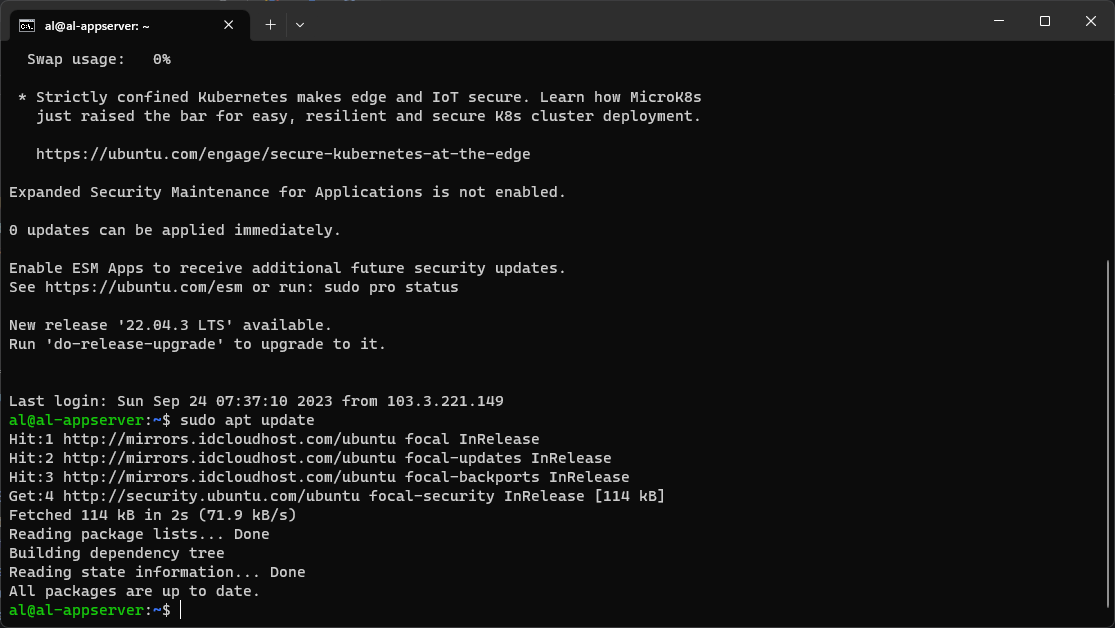 al@al-appserver: ~
Swap usage:   0%
* Strictly confined Kubernetes makes edge and IoT secure. Learn how MicroK8s
just raised the bar for easy, resilient and secure K8s cluster deployment.
https://ubuntu.com/engage/secure-kubernetes-at-the-edge
Expanded Security Maintenance for Applications is not enabled.
0 updates can be applied immediately.
Enable ESM Apps to receive additional future security updates.
See https://ubuntu.com/esm or run: sudo pro status
New release '22.04.3 LTS' available.
Run 'do-release-upgrade' to upgrade to it.
Last login: Sun Sep 24 07:37:10 2023 from 103.3.221.149
al@al-appserver:~$ sudo apt update
Hit:1 http://mirrors.idcloudhost.com/ubuntu focal InRelease
Hit:2 http://mirrors.idcloudhost.com/ubuntu focal-updates InRelease
Hit:3 http://mirrors.idcloudhost.com/ubuntu focal-backports InRelease
Get:4 http://security.ubuntu.com/ubuntu focal-security InRelease [114 kB]
Fetched 114 kB in 2s (71.9 kB/s)
Reading package lists... Done
Building dependency tree
Reading state information... Done
All packages are up to date.
al@al-appserver:~$